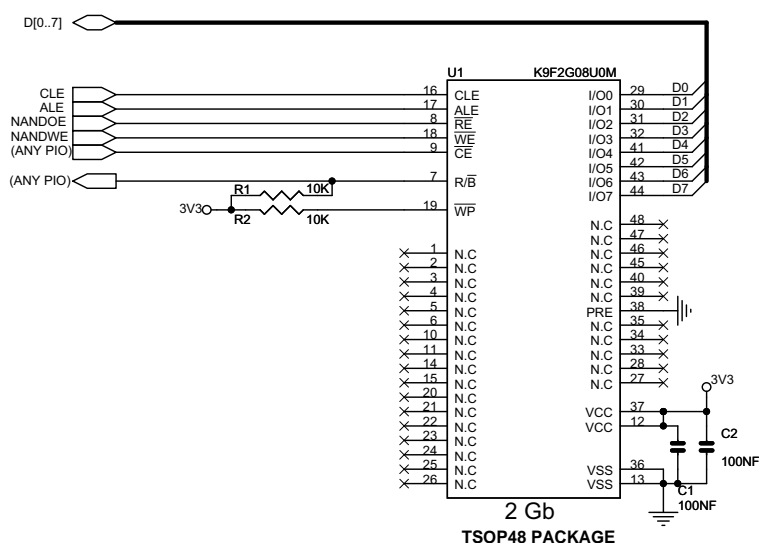 D[0..7]
U1 K9F2G08U0M
CLE 16 CLE I/O0 29 D0
ALE 17 ALE I/O1 30 D1
NANDOE 8 RE I/O2 31 D2
NANDWE 18 WE I/O3 32 D3
(ANY PIO) 9 CE I/O4 41 D4
I/O5 42 D5
(ANY PIO) 7 R/B I/O6 43 D6
R1 10K I/O7 44 D7
3V3 19 WP
R2 10K
N.C 48
N.C 47
1 N.C N.C 46
2 N.C N.C 45
3 N.C N.C 40
4 N.C N.C 39
5 N.C PRE 38
6 N.C N.C 35
10 N.C N.C 34
11 N.C N.C 33
14 N.C N.C 28
15 N.C N.C 27
20 N.C 3V3
21 N.C VCC 37
22 N.C VCC 12
23 N.C C2
24 N.C 100NF
25 N.C VSS 36
26 N.C VSS 13
C1
100NF
2 Gb
TSOP48 PACKAGE